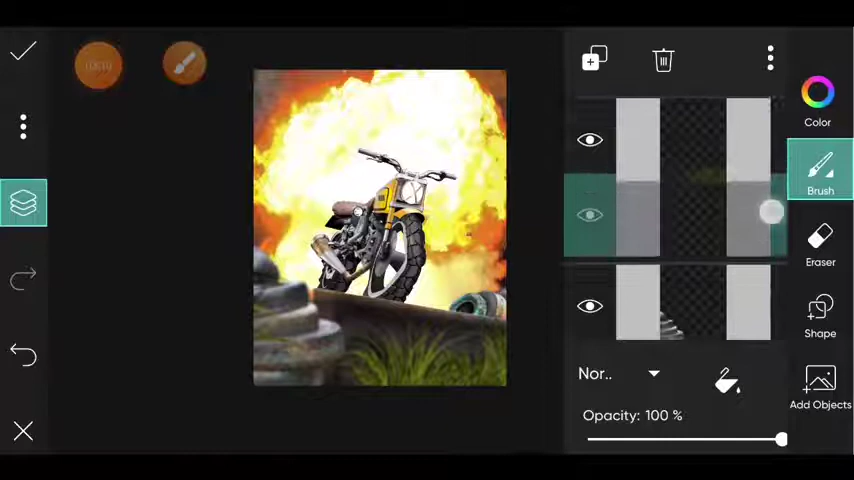 Color
Brush
Eraser
Shape
Nor..
Add Objects
Opacity: 100 %